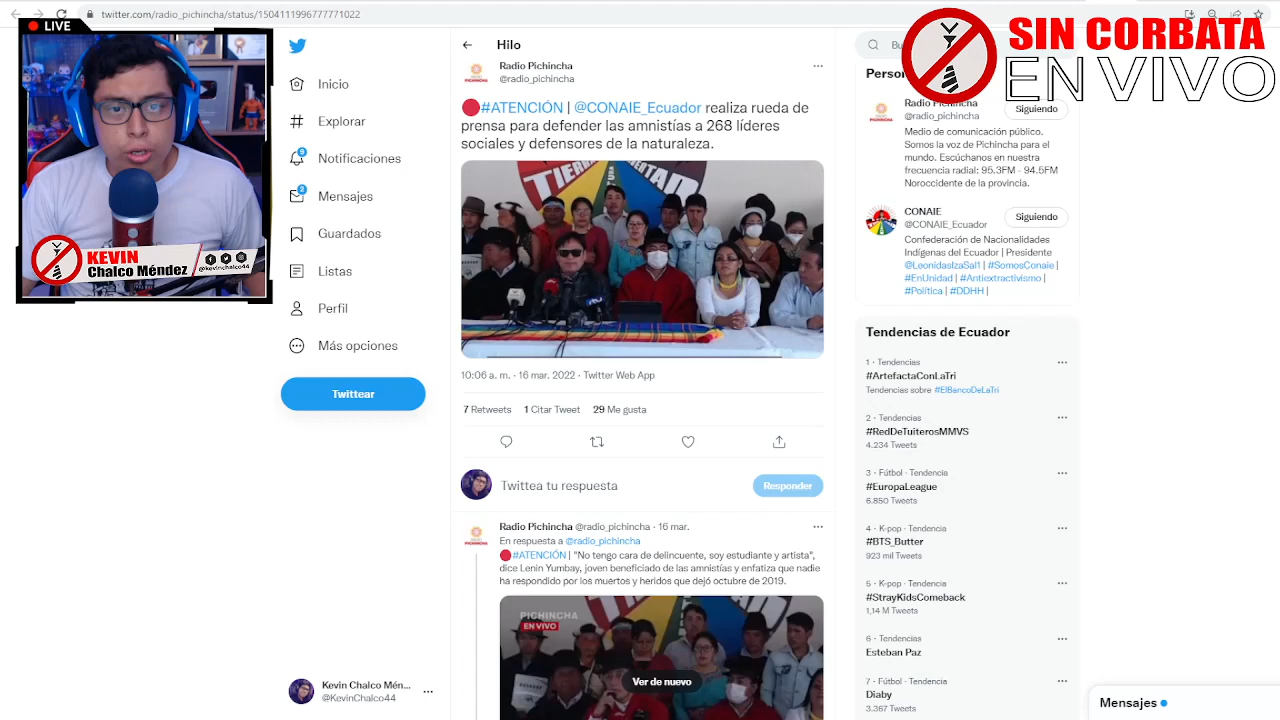 twitter.com/radio_pichincha/status/1504111996777771022
LIVE
SIN CORBATA
EN VIVO
KEVIN
Chalco Méndez
@kevinchalco44
Inicio
Explorar
9
Notificaciones
2
Mensajes
Guardados
Listas
Perfil
Más opciones
Twittear
Kevin Chalco Mén...
@KevinChalco44
Hilo
Radio Pichincha
@radio_pichincha
#ATENCIÓN | @CONAIE_Ecuador realiza rueda de
prensa para defender las amnistías a 268 líderes
sociales y defensores de la naturaleza.
10:06 a. m. · 16 mar. 2022 · Twitter Web App
7 Retweets 1 Citar Tweet 29 Me gusta
Twittea tu respuesta
Responder
Radio Pichincha @radio_pichincha · 16 mar.
En respuesta a @radio_pichincha
#ATENCIÓN | "No tengo cara de delincuente, soy estudiante y artista",
dice Lenin Yumbay, joven beneficiado de las amnistías y enfatiza que nadie
ha respondido por los muertos y heridos que dejó octubre de 2019.
PICHINCHA
EN VIVO
Ver de nuevo
Radio Pichincha
@radio_pichincha
Siguiendo
Medio de comunicación público.
Somos la voz de Pichincha para el
mundo. Escúchanos en nuestra
frecuencia radial: 95.3FM - 94.5FM
Noroccidente de la provincia.
CONAIE
@CONAIE_Ecuador
Siguiendo
Confederación de Nacionalidades
Indígenas del Ecuador | Presidente
@LeonidasIzaSal1 | #SomosConaie |
#EnUnidad | #Antiextractivismo |
#Política | #DDHH |
Tendencias de Ecuador
1 · Tendencias
#ArtefactaConLaTri
Tendencias sobre #ElBancoDeLaTri
2 · Tendencias
#RedDeTuiterosMMVS
4.234 Tweets
3 · Fútbol · Tendencia
#EuropaLeague
6.850 Tweets
4 · K-pop · Tendencia
#BTS_Butter
923 mil Tweets
5 · K-pop · Tendencia
#StrayKidsComeback
1,14 M Tweets
6 · Tendencias
Esteban Paz
7 · Fútbol · Tendencia
Diaby
3.367 Tweets
Mensajes